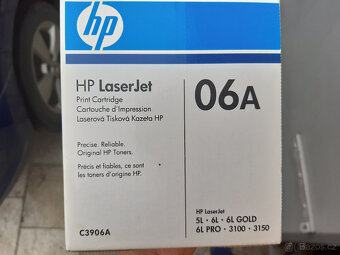 hp
HP LaserJet
Print Cartridge
Cartouche d'Impression
Laserová Tisková Kazeta HP
06A
Precise. Reliable.
Original HP Toners.
Précis et fiables, ce sont
les toners d'origine HP.
C3906A
HP LaserJet
5L · 6L · 6L GOLD
6L PRO · 3100 · 3150